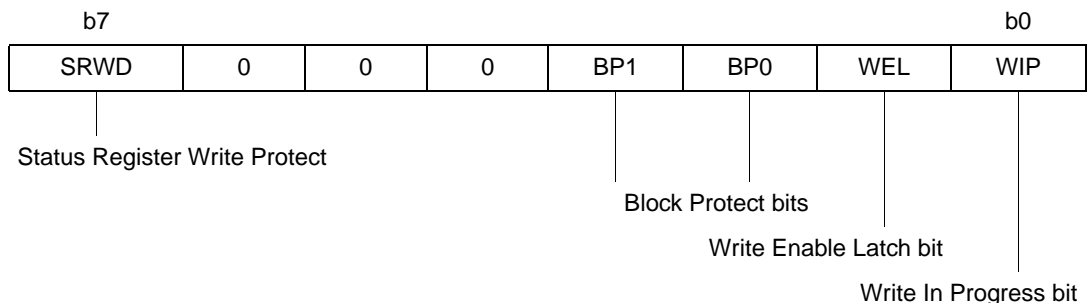 b7 b0
SRWD 0 0 0 BP1 BP0 WEL WIP
Status Register Write Protect
Block Protect bits
Write Enable Latch bit
Write In Progress bit